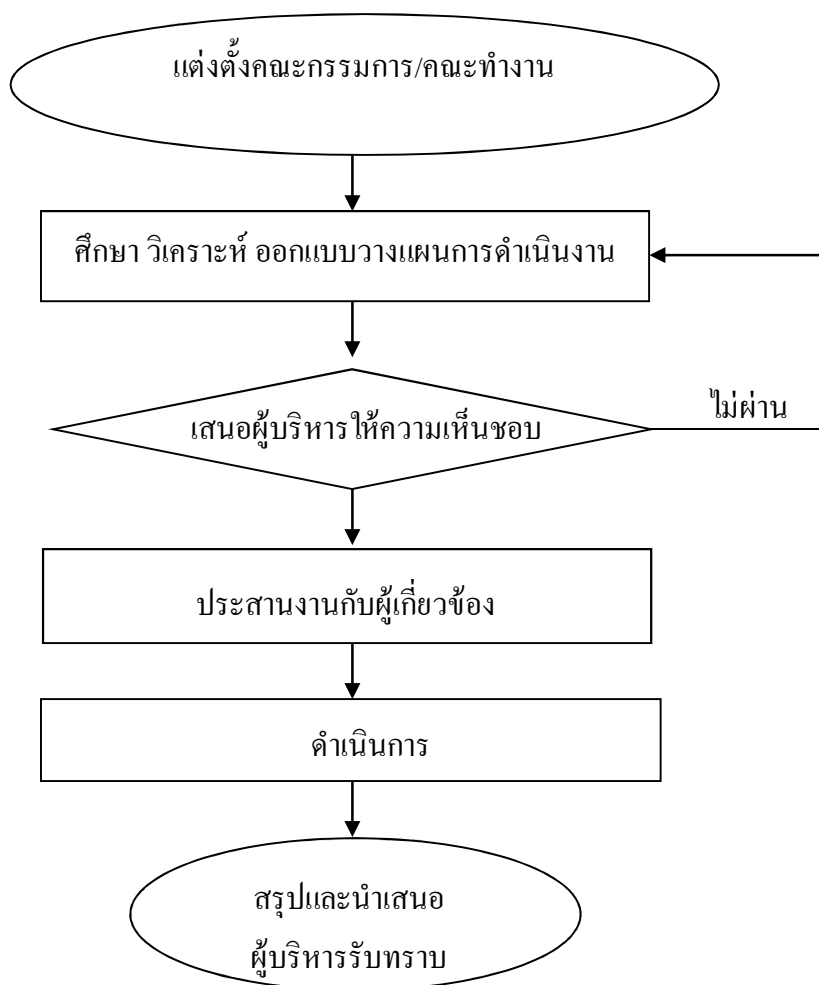 แต่งตั้งคณะกรรมการ/คณะทำงาน
ศึกษา วิเคราะห์ ออกแบบวางแผนการดำเนินงาน
เสนอผู้บริหารให้ความเห็นชอบ
ไม่ผ่าน
ประสานงานกับผู้เกี่ยวข้อง
ดำเนินการ
สรุปและนำเสนอ
ผู้บริหารรับทราบ